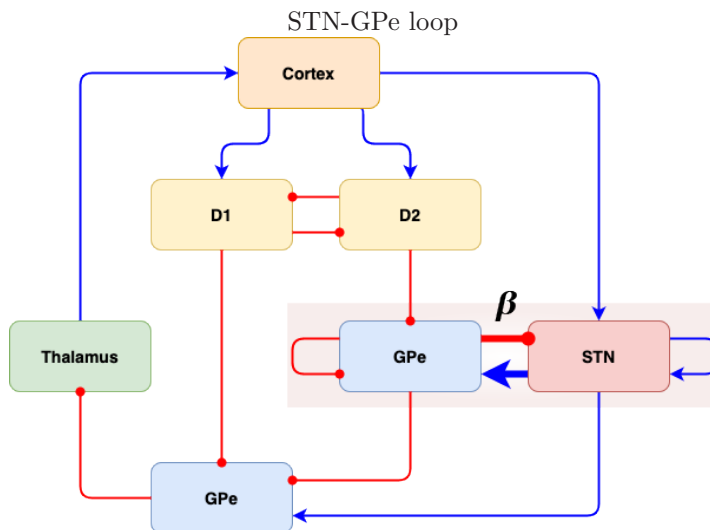 STN-GPe loop
Cortex
D1
D2
β
Thalamus
GPe
STN
GPe